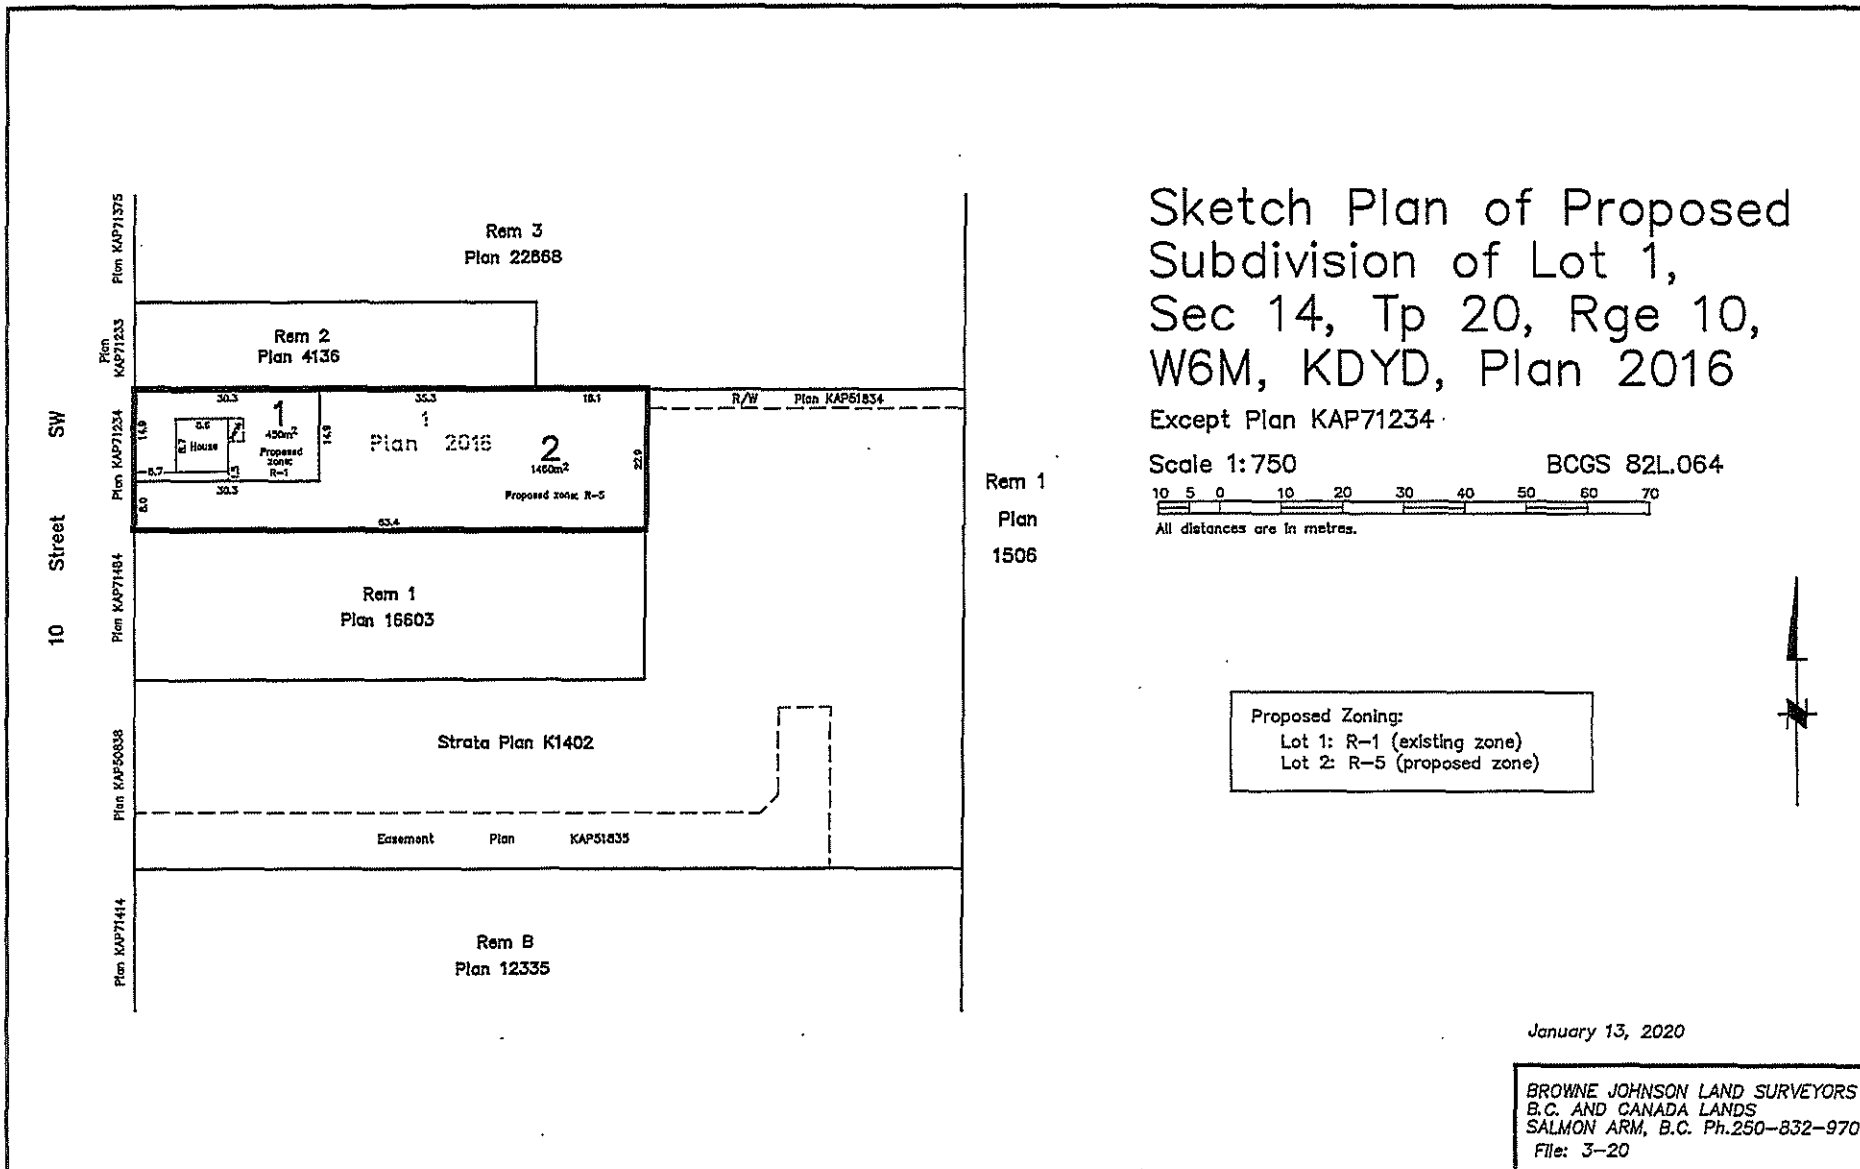 Sketch Plan of Proposed
Subdivision of Lot 1,
Sec 14, Tp 20, Rge 10,
W6M, KDYD, Plan 2016
Except Plan KAP71234
Scale 1:750
BCGS 82L.064
10 5 0 10 20 30 40 50 60 70
All distances are in metres.
Plan KAP71375
Rem 3
Plan 22868
Plan
KAP71233
Rem 2
Plan 4136
Plan KAP71234
30.3
35.3
18.1
R/W Plan KAP51834
1
450m²
Proposed
zone:
R-1
14.9
14.9
House
1
Plan 2016
2
1460m²
Proposed zone: R-5
22.9
30.3
8.0
10 Street SW
Rem 1
Plan
1506
Plan KAP71484
Rem 1
Plan 16603
Plan KAP50838
Strata Plan K1402
Easement Plan KAP51835
Plan KAP71414
Rem B
Plan 12335
Proposed Zoning:
Lot 1: R-1 (existing zone)
Lot 2: R-5 (proposed zone)
January 13, 2020
BROWNE JOHNSON LAND SURVEYORS
B.C. AND CANADA LANDS
SALMON ARM, B.C. Ph.250-832-970
File: 3-20